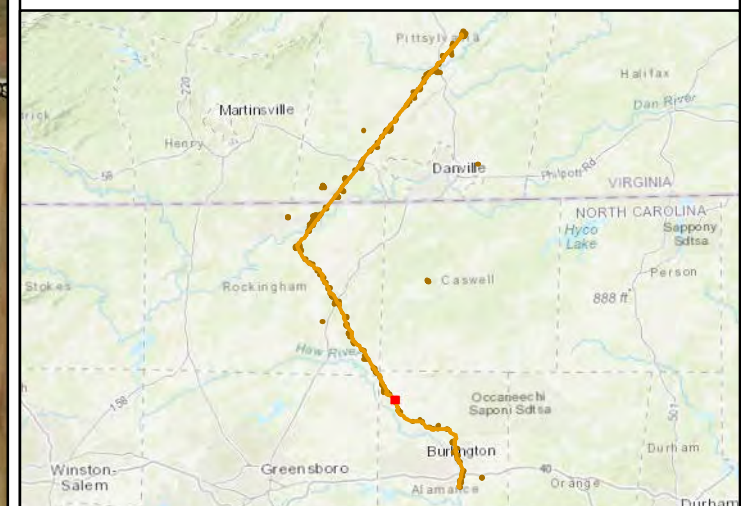 Pittsylvania
Halifax
220
Martinsville
Dan River
rick
Henry
58
Danville
Philpott Rd
VIRGINIA
NORTH CAROLINA
Hyco
Lake
Sappony
Sdtsa
Person
Caswell
Stokes
Rockingham
888 ft
Haw River
158
Occaneechi
Saponi Sdtsa
501
Burlington
Durham
Winston-
Salem
Greensboro
40
Orange
Alamance
Durham